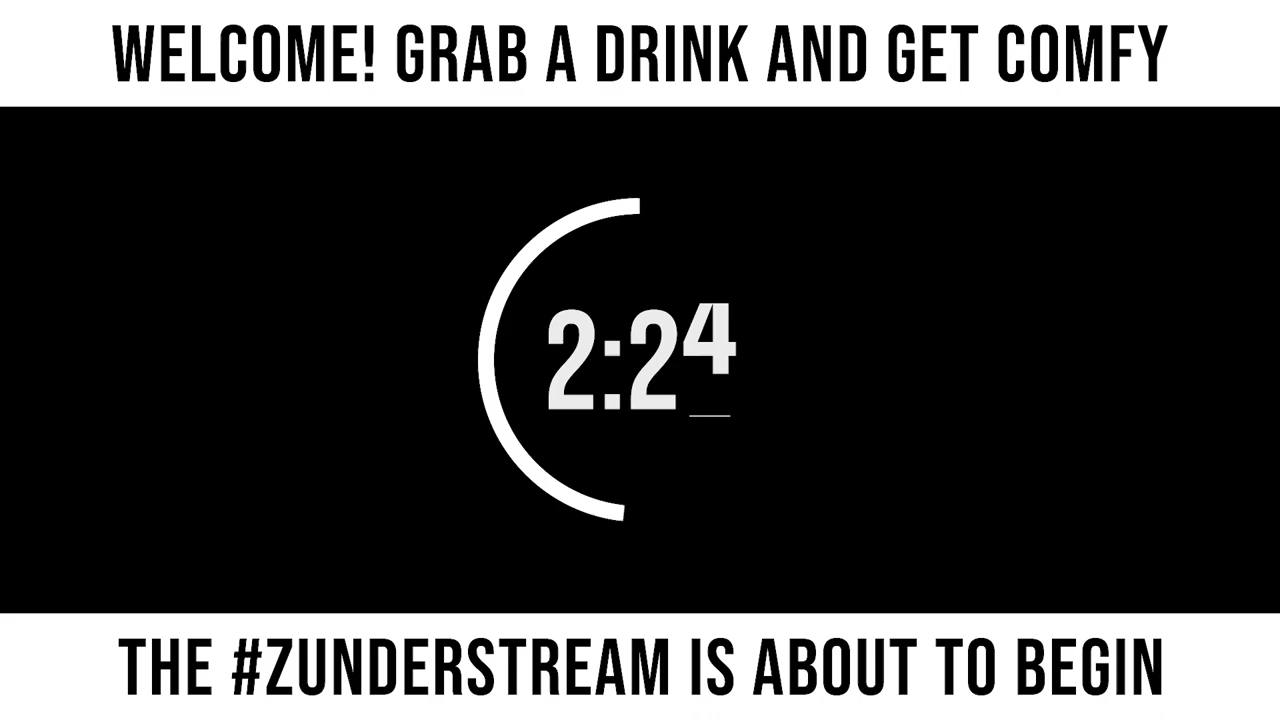 WELCOME! GRAB A DRINK AND GET COMFY
2:24
THE #ZUNDERSTREAM IS ABOUT TO BEGIN